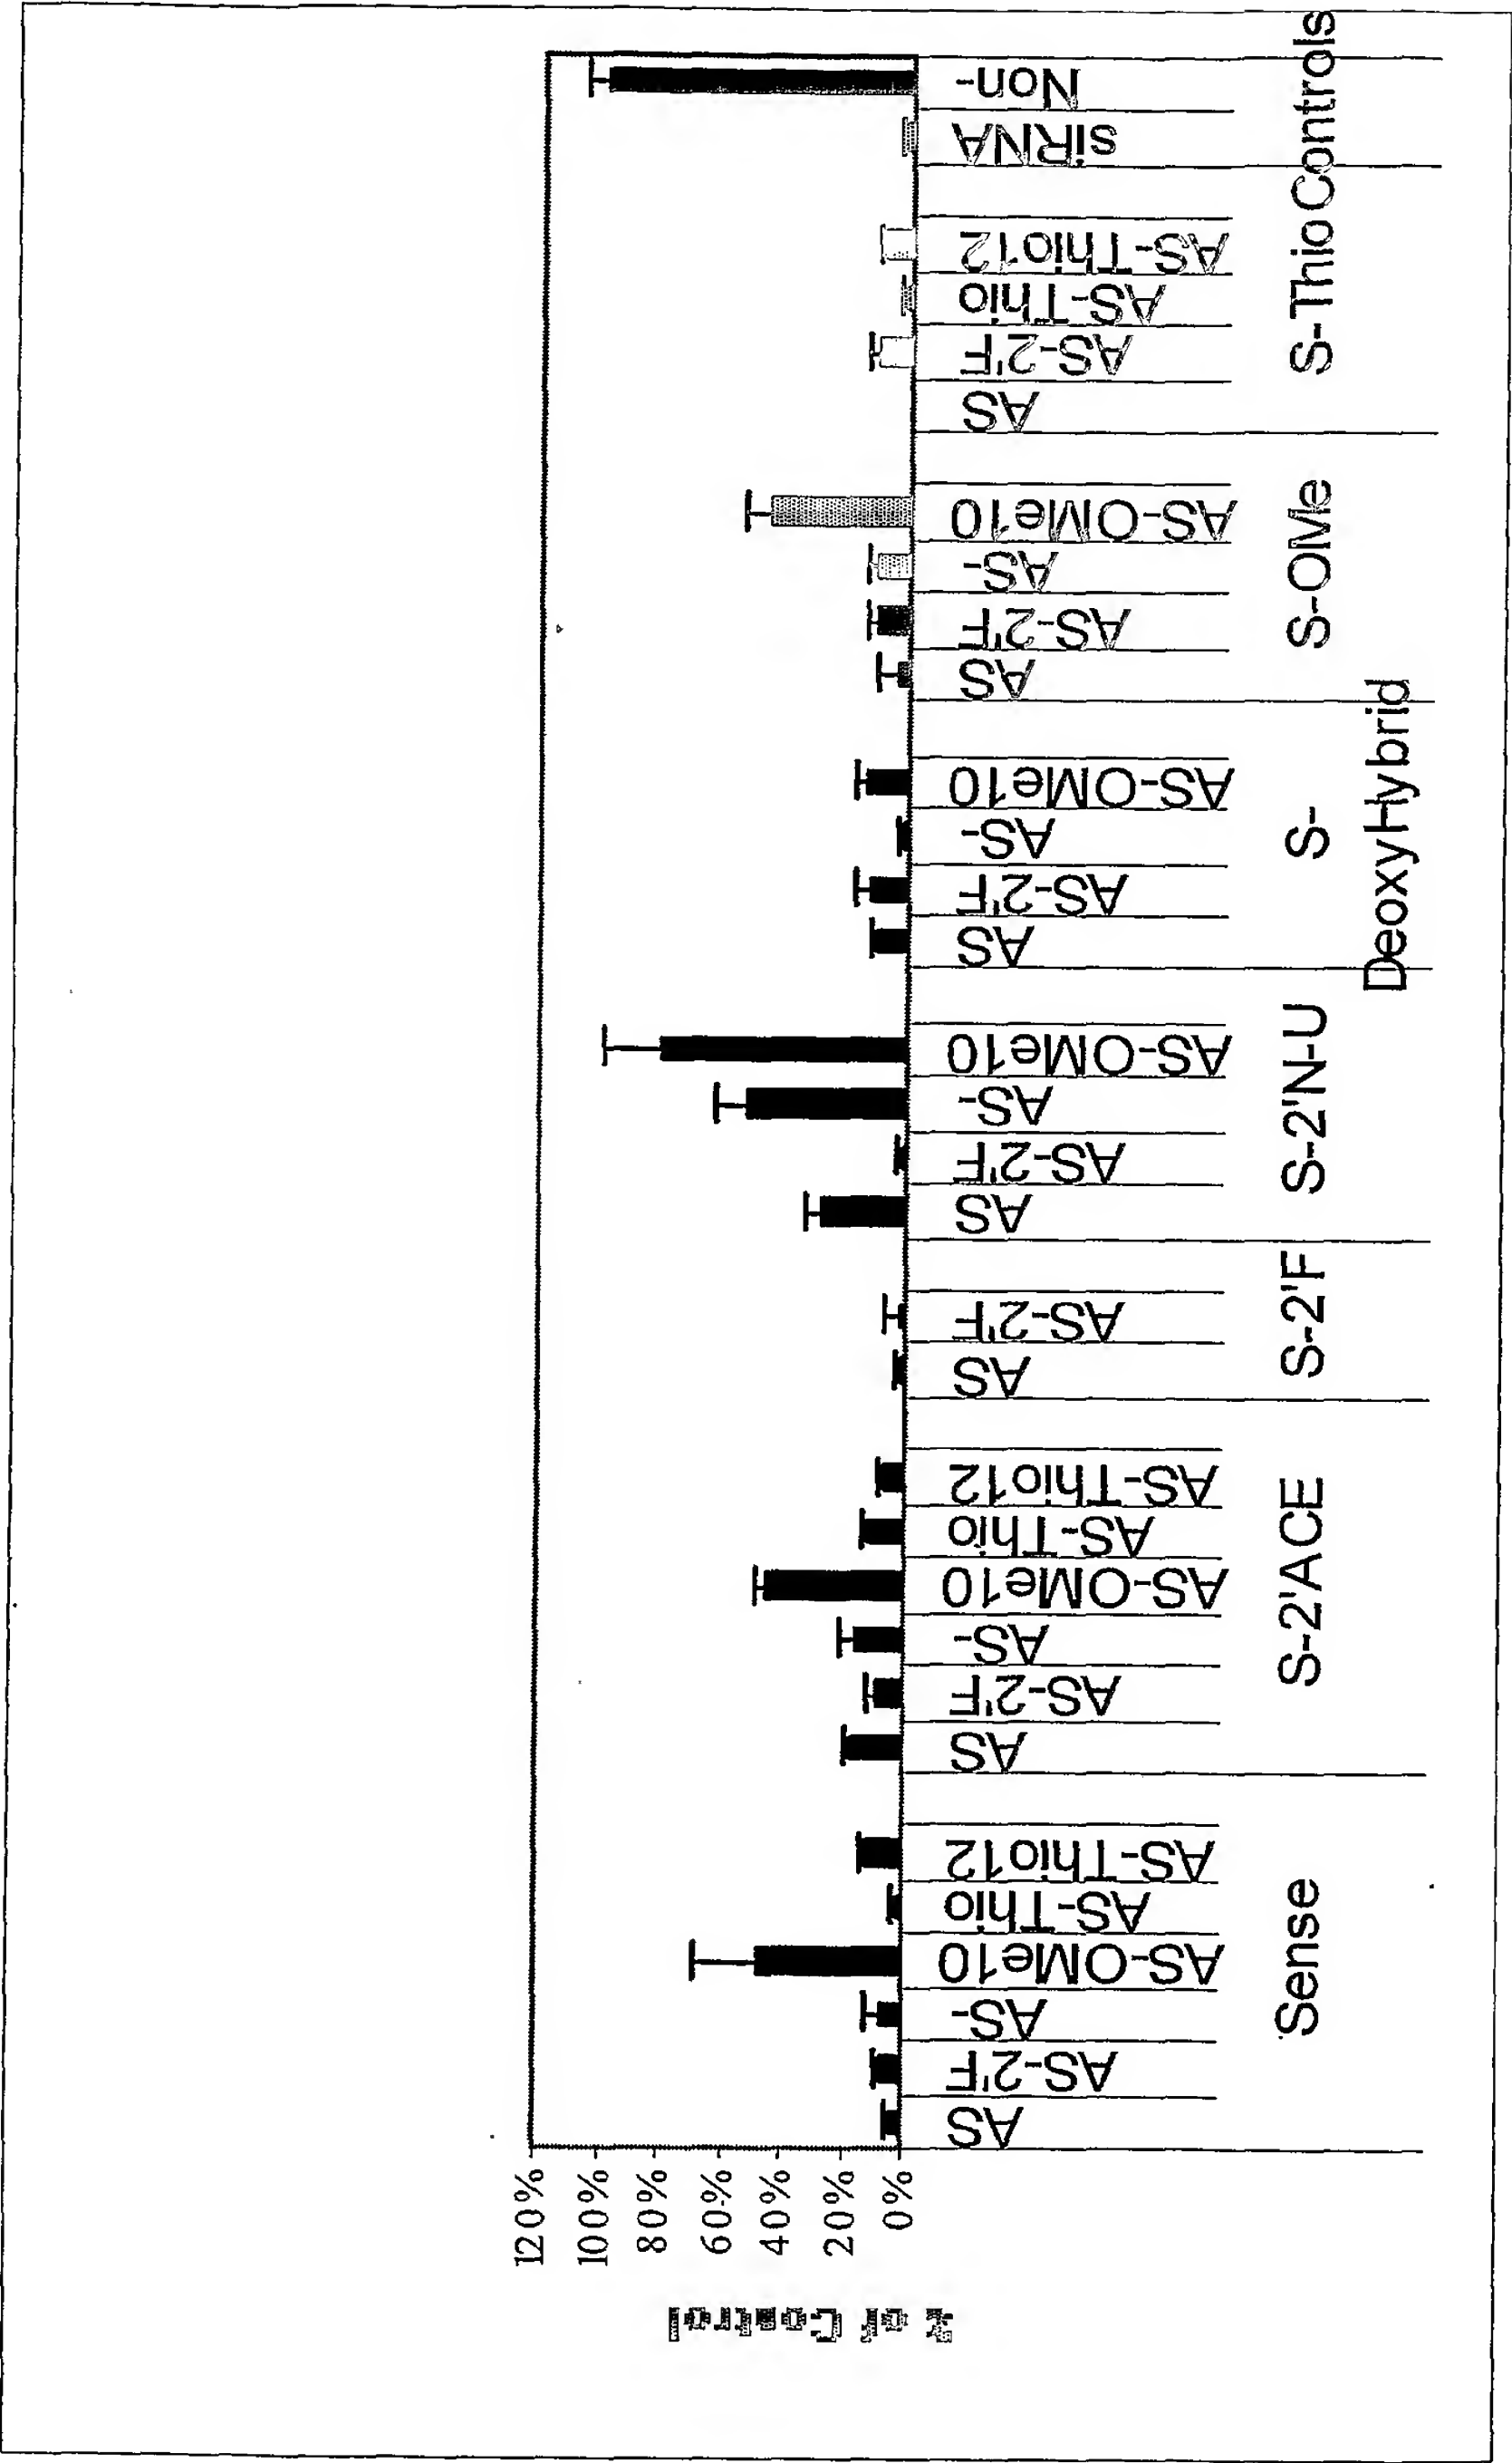 120%
100%
80%
60%
40%
20%
0%
% of Control
AS
AS-2'F
AS-
AS-OMe10
AS-Thio
AS-Thio12
Sense
AS
AS-2'F
AS-
AS-OMe10
AS-Thio
AS-Thio12
S-2'ACE
AS
AS-2'F
S-2'F
AS
AS-2'F
AS-
AS-OMe10
S-2'N-U
AS
AS-2'F
AS-
AS-OMe10
S-
DeoxyHybrid
AS
AS-2'F
AS-
AS-OMe10
S-OMe
AS
AS-2'F
AS-Thio
AS-Thio12
S-Thio
siRNA
Non-
Controls